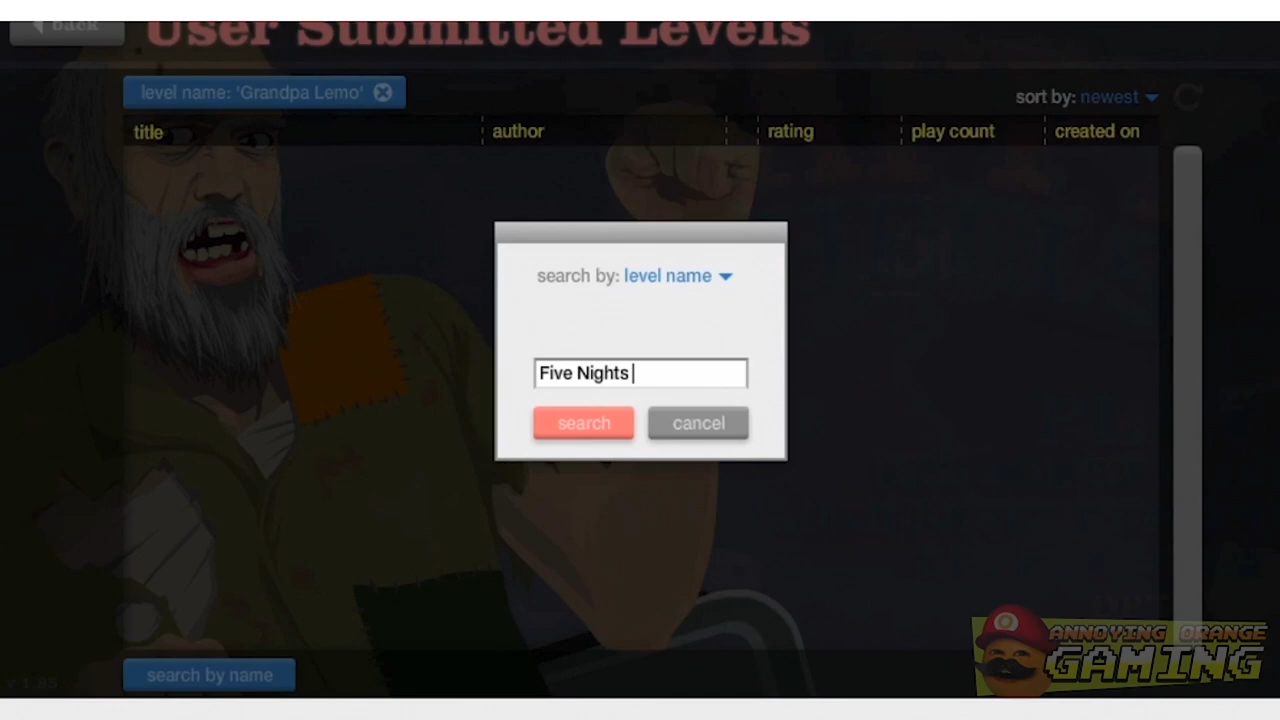 Back
User Submitted Levels
level name: 'Grandpa Lemo'
sort by: newest
title author rating play count created on
search by: level name
Five Nights
search cancel
search by name
ANNOYING ORANGE
GAMING